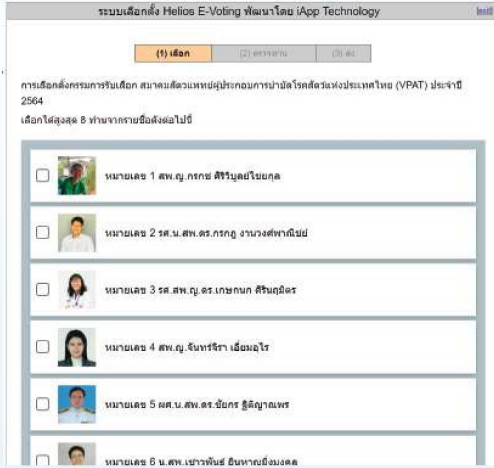 ระบบเลือกตั้ง Helios E-Voting พัฒนาโดย iApp Technology
(1) เลือก (2) ตรวจทาน (3) ส่ง
การเลือกตั้งกรรมการรับเลือก สมาคมสัตวแพทย์ผู้ประกอบการบำบัดโรคสัตว์แห่งประเทศไทย (VPAT) ประจำปี
2564
เลือกได้สูงสุด 8 ท่านจากรายชื่อดังต่อไปนี้
หมายเลข 1 สพ.ญ.กรกช ศิริวิบูลย์ไชยกุล
หมายเลข 2 รศ.น.สพ.ดร.กรกฎ งานวงศ์พาณิชย์
หมายเลข 3 รศ.สพ.ญ.ดร.เกษกนก ศิรินฤมิตร
หมายเลข 4 สพ.ญ.จันทร์จิรา เอี่ยมอุไร
หมายเลข 5 ผศ.น.สพ.ดร.ชัยกร ฐิติญาณพร
หมายเลข 6 น.สพ.เชาวพันธ์ ยินหาญมิ่งมงคล